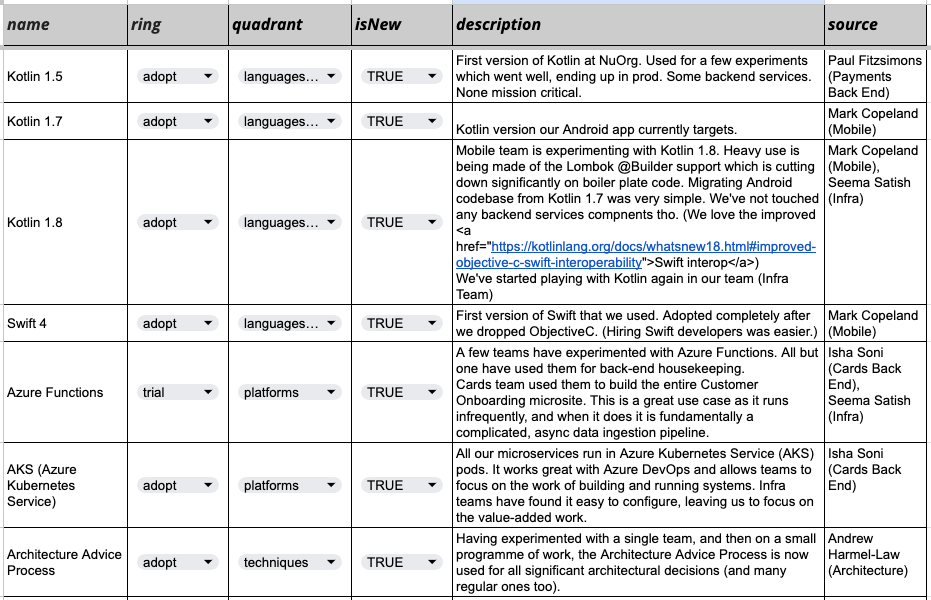 name ring quadrant isNew description source
Kotlin 1.5 adopt languages... TRUE
First version of Kotlin at NuOrg. Used for a few experiments
which went well, ending up in prod. Some backend services.
None mission critical.
Paul Fitzsimons
(Payments
Back End)
Kotlin 1.7 adopt languages... TRUE
Kotlin version our Android app currently targets.
Mark Copeland
(Mobile)
Kotlin 1.8 adopt languages... TRUE
Mobile team is experimenting with Kotlin 1.8. Heavy use is
being made of the Lombok @Builder support which is cutting
down significantly on boiler plate code. Migrating Android
codebase from Kotlin 1.7 was very simple. We've not touched
any backend services compnents tho. (We love the improved
<a
href="https://kotlinlang.org/docs/whatsnew18.html#improved-
objective-c-swift-interoperability">Swift interop</a>)
We've started playing with Kotlin again in our team (Infra
Team)
Mark Copeland
(Mobile),
Seema Satish
(Infra)
Swift 4 adopt languages... TRUE
First version of Swift that we used. Adopted completely after
we dropped ObjectiveC. (Hiring Swift developers was easier.)
Mark Copeland
(Mobile)
Azure Functions trial platforms TRUE
A few teams have experimented with Azure Functions. All but
one have used them for back-end housekeeping.
Cards team used them to build the entire Customer
Onboarding microsite. This is a great use case as it runs
infrequently, and when it does it is fundamentally a
complicated, async data ingestion pipeline.
Isha Soni
(Cards Back
End),
Seema Satish
(Infra)
AKS (Azure
Kubernetes
Service)
adopt platforms TRUE
All our microservices run in Azure Kubernetes Service (AKS)
pods. It works great with Azure DevOps and allows teams to
focus on the work of building and running systems. Infra
teams have found it easy to configure, leaving us to focus on
the value-added work.
Isha Soni
(Cards Back
End)
Architecture Advice
Process
adopt techniques TRUE
Having experimented with a single team, and then on a small
programme of work, the Architecture Advice Process is now
used for all significant architectural decisions (and many
regular ones too).
Andrew
Harmel-Law
(Architecture)